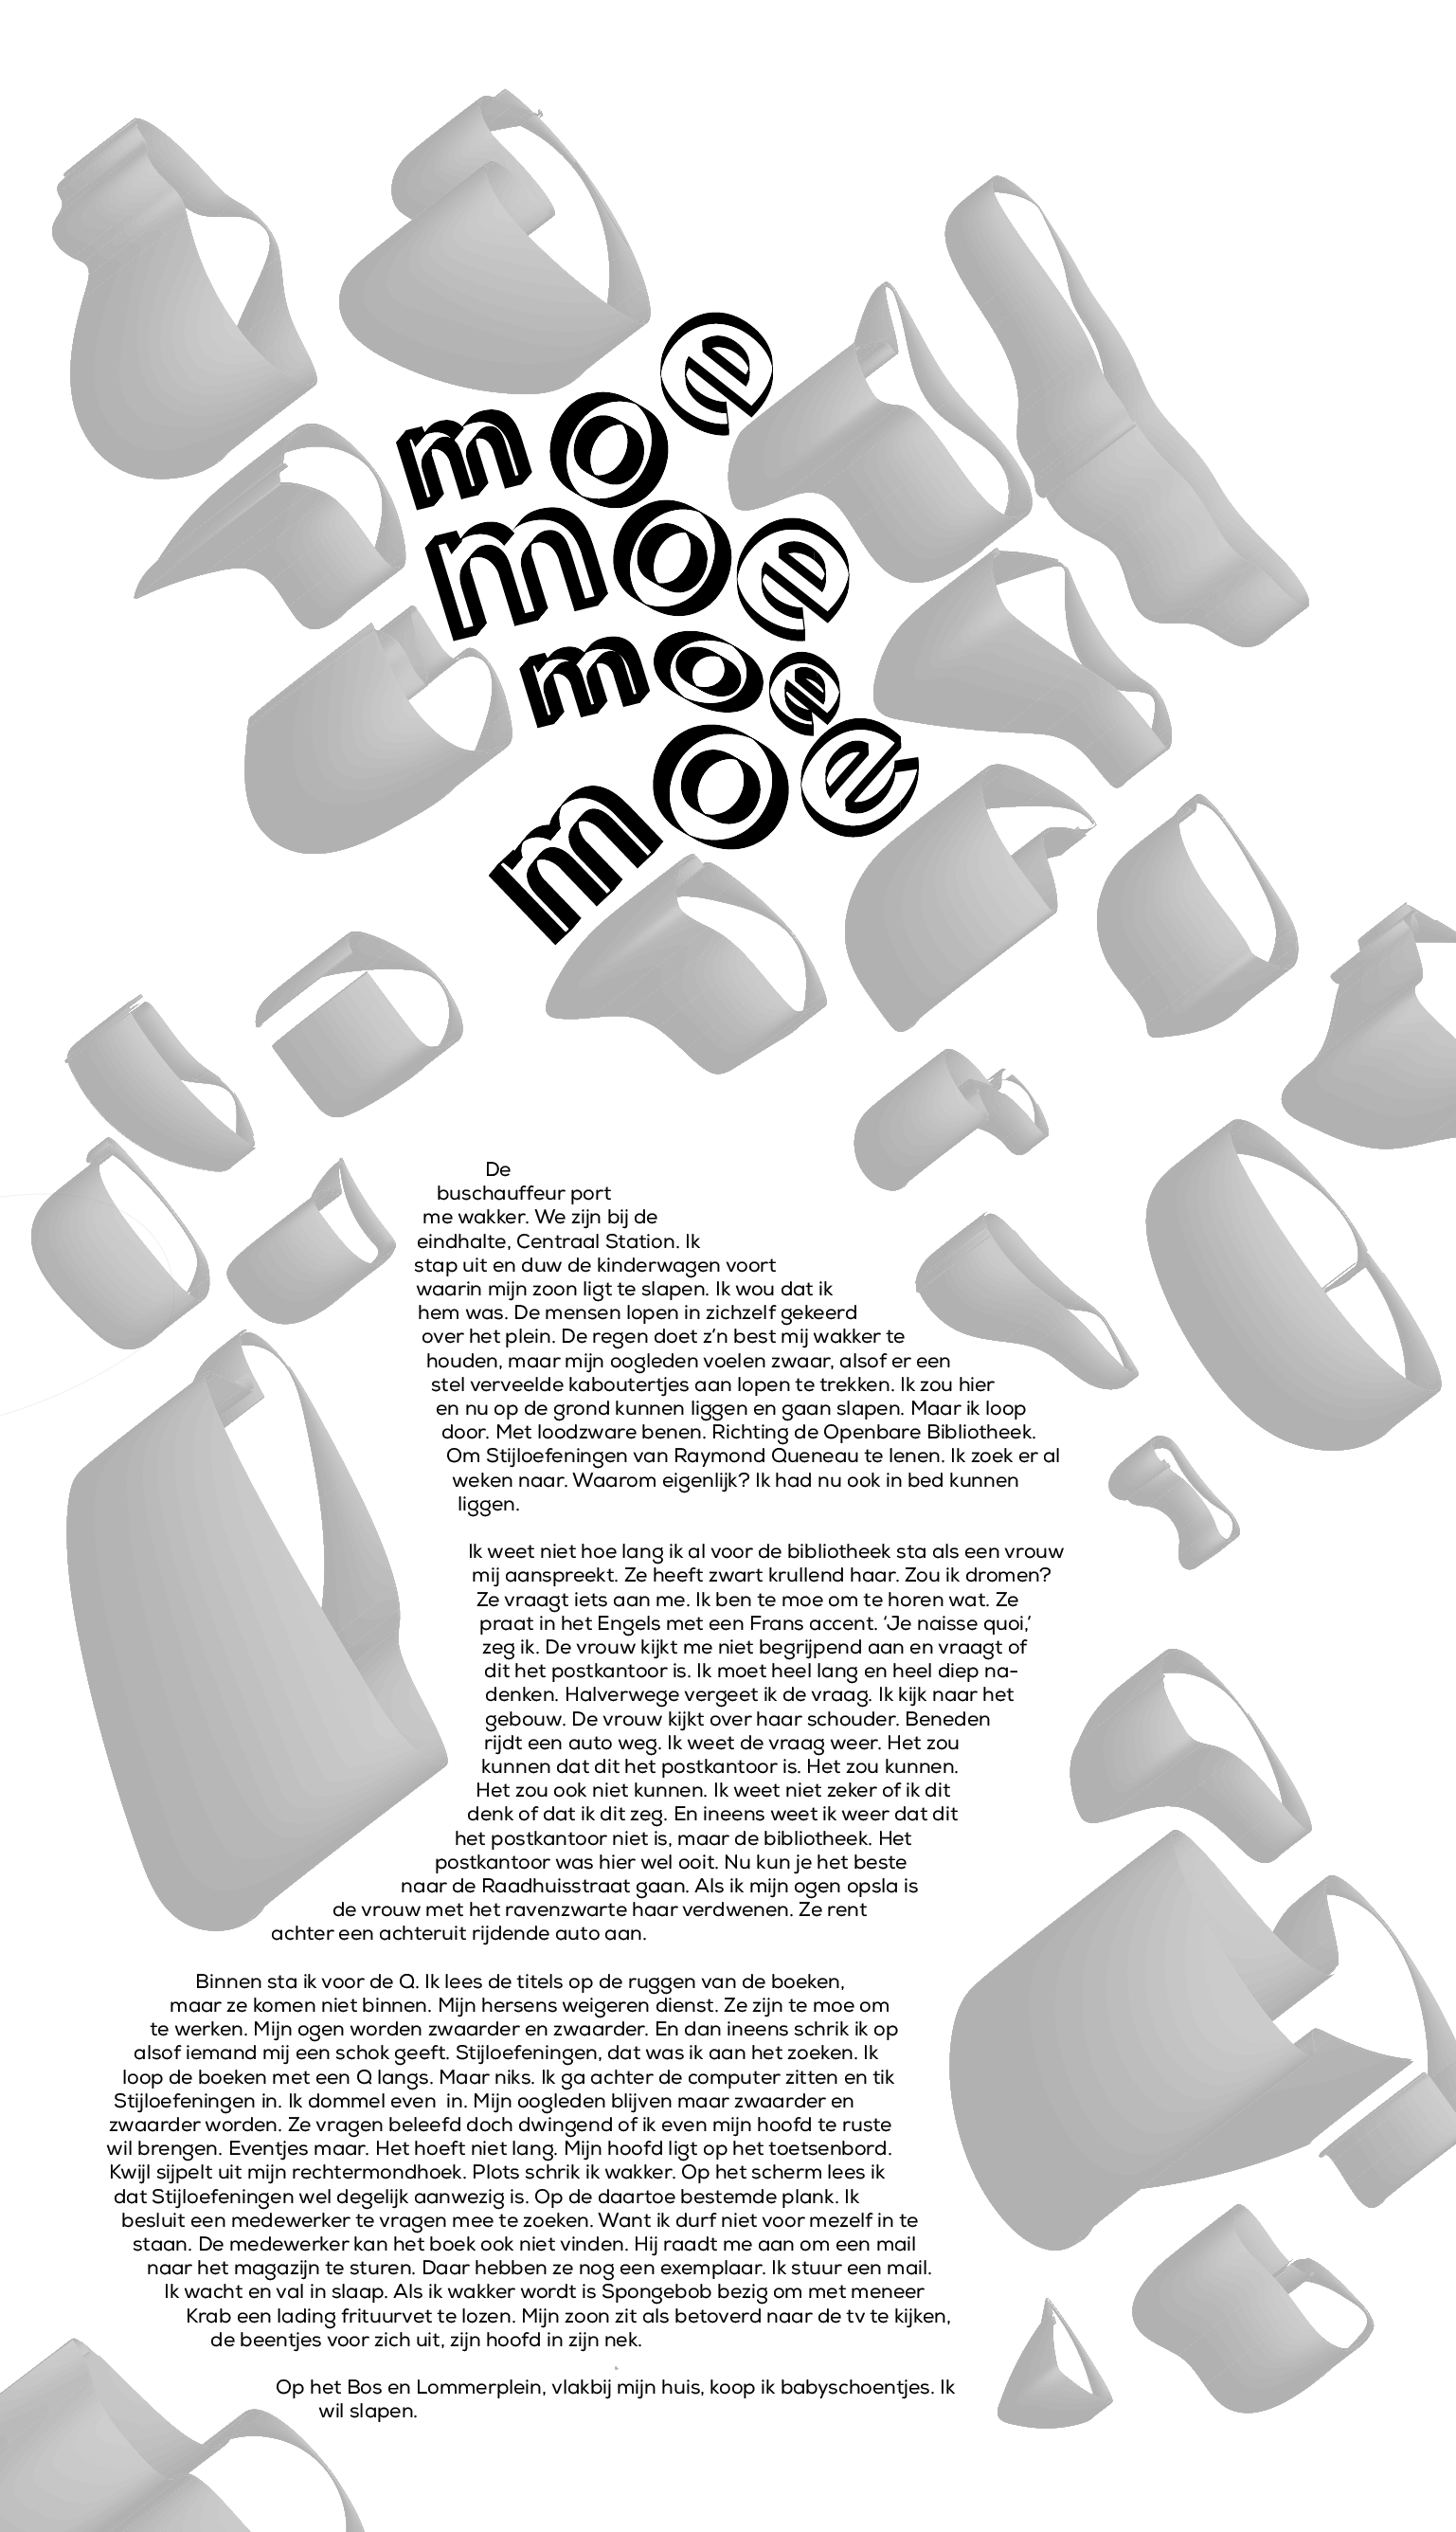 moe
moe
moe
moe
De
buschauffeur port
me wakker. We zijn bij de
eindhalte, Centraal Station. Ik
stap uit en duw de kinderwagen voort
waarin mijn zoon ligt te slapen. Ik wou dat ik
hem was. De mensen lopen in zichzelf gekeerd
over het plein. De regen doet z’n best mij wakker te
houden, maar mijn oogleden voelen zwaar, alsof er een
stel verveelde kaboutertjes aan lopen te trekken. Ik zou hier
en nu op de grond kunnen liggen en gaan slapen. Maar ik loop
door. Met loodzware benen. Richting de Openbare Bibliotheek.
Om Stijloefeningen van Raymond Queneau te lenen. Ik zoek er al
weken naar. Waarom eigenlijk? Ik had nu ook in bed kunnen
liggen.
Ik weet niet hoe lang ik al voor de bibliotheek sta als een vrouw
mij aanspreekt. Ze heeft zwart krullend haar. Zou ik dromen?
Ze vraagt iets aan me. Ik ben te moe om te horen wat. Ze
praat in het Engels met een Frans accent. ‘Je naisse quoi,’
zeg ik. De vrouw kijkt me niet begrijpend aan en vraagt of
dit het postkantoor is. Ik moet heel lang en heel diep na-
denken. Halverwege vergeet ik de vraag. Ik kijk naar het
gebouw. De vrouw kijkt over haar schouder. Beneden
rijdt een auto weg. Ik weet de vraag weer. Het zou
kunnen dat dit het postkantoor is. Het zou kunnen.
Het zou ook niet kunnen. Ik weet niet zeker of ik dit
denk of dat ik dit zeg. En ineens weet ik weer dat dit
het postkantoor niet is, maar de bibliotheek. Het
postkantoor was hier wel ooit. Nu kun je het beste
naar de Raadhuisstraat gaan. Als ik mijn ogen opsla is
de vrouw met het ravenzwarte haar verdwenen. Ze rent
achter een achteruit rijdende auto aan.
Binnen sta ik voor de Q. Ik lees de titels op de ruggen van de boeken,
maar ze komen niet binnen. Mijn hersens weigeren dienst. Ze zijn te moe om
te werken. Mijn ogen worden zwaarder en zwaarder. En dan ineens schrik ik op
alsof iemand mij een schok geeft. Stijloefeningen, dat was ik aan het zoeken. Ik
loop de boeken met een Q langs. Maar niks. Ik ga achter de computer zitten en tik
Stijloefeningen in. Ik dommel even  in. Mijn oogleden blijven maar zwaarder en
zwaarder worden. Ze vragen beleefd doch dwingend of ik even mijn hoofd te ruste
wil brengen. Eventjes maar. Het hoeft niet lang. Mijn hoofd ligt op het toetsenbord.
Kwijl sijpelt uit mijn rechtermondhoek. Plots schrik ik wakker. Op het scherm lees ik
dat Stijloefeningen wel degelijk aanwezig is. Op de daartoe bestemde plank. Ik
besluit een medewerker te vragen mee te zoeken. Want ik durf niet voor mezelf in te
staan. De medewerker kan het boek ook niet vinden. Hij raadt me aan om een mail
naar het magazijn te sturen. Daar hebben ze nog een exemplaar. Ik stuur een mail.
Ik wacht en val in slaap. Als ik wakker wordt is Spongebob bezig om met meneer
Krab een lading frituurvet te lozen. Mijn zoon zit als betoverd naar de tv te kijken,
de beentjes voor zich uit, zijn hoofd in zijn nek.
Op het Bos en Lommerplein, vlakbij mijn huis, koop ik babyschoentjes. Ik
wil slapen.